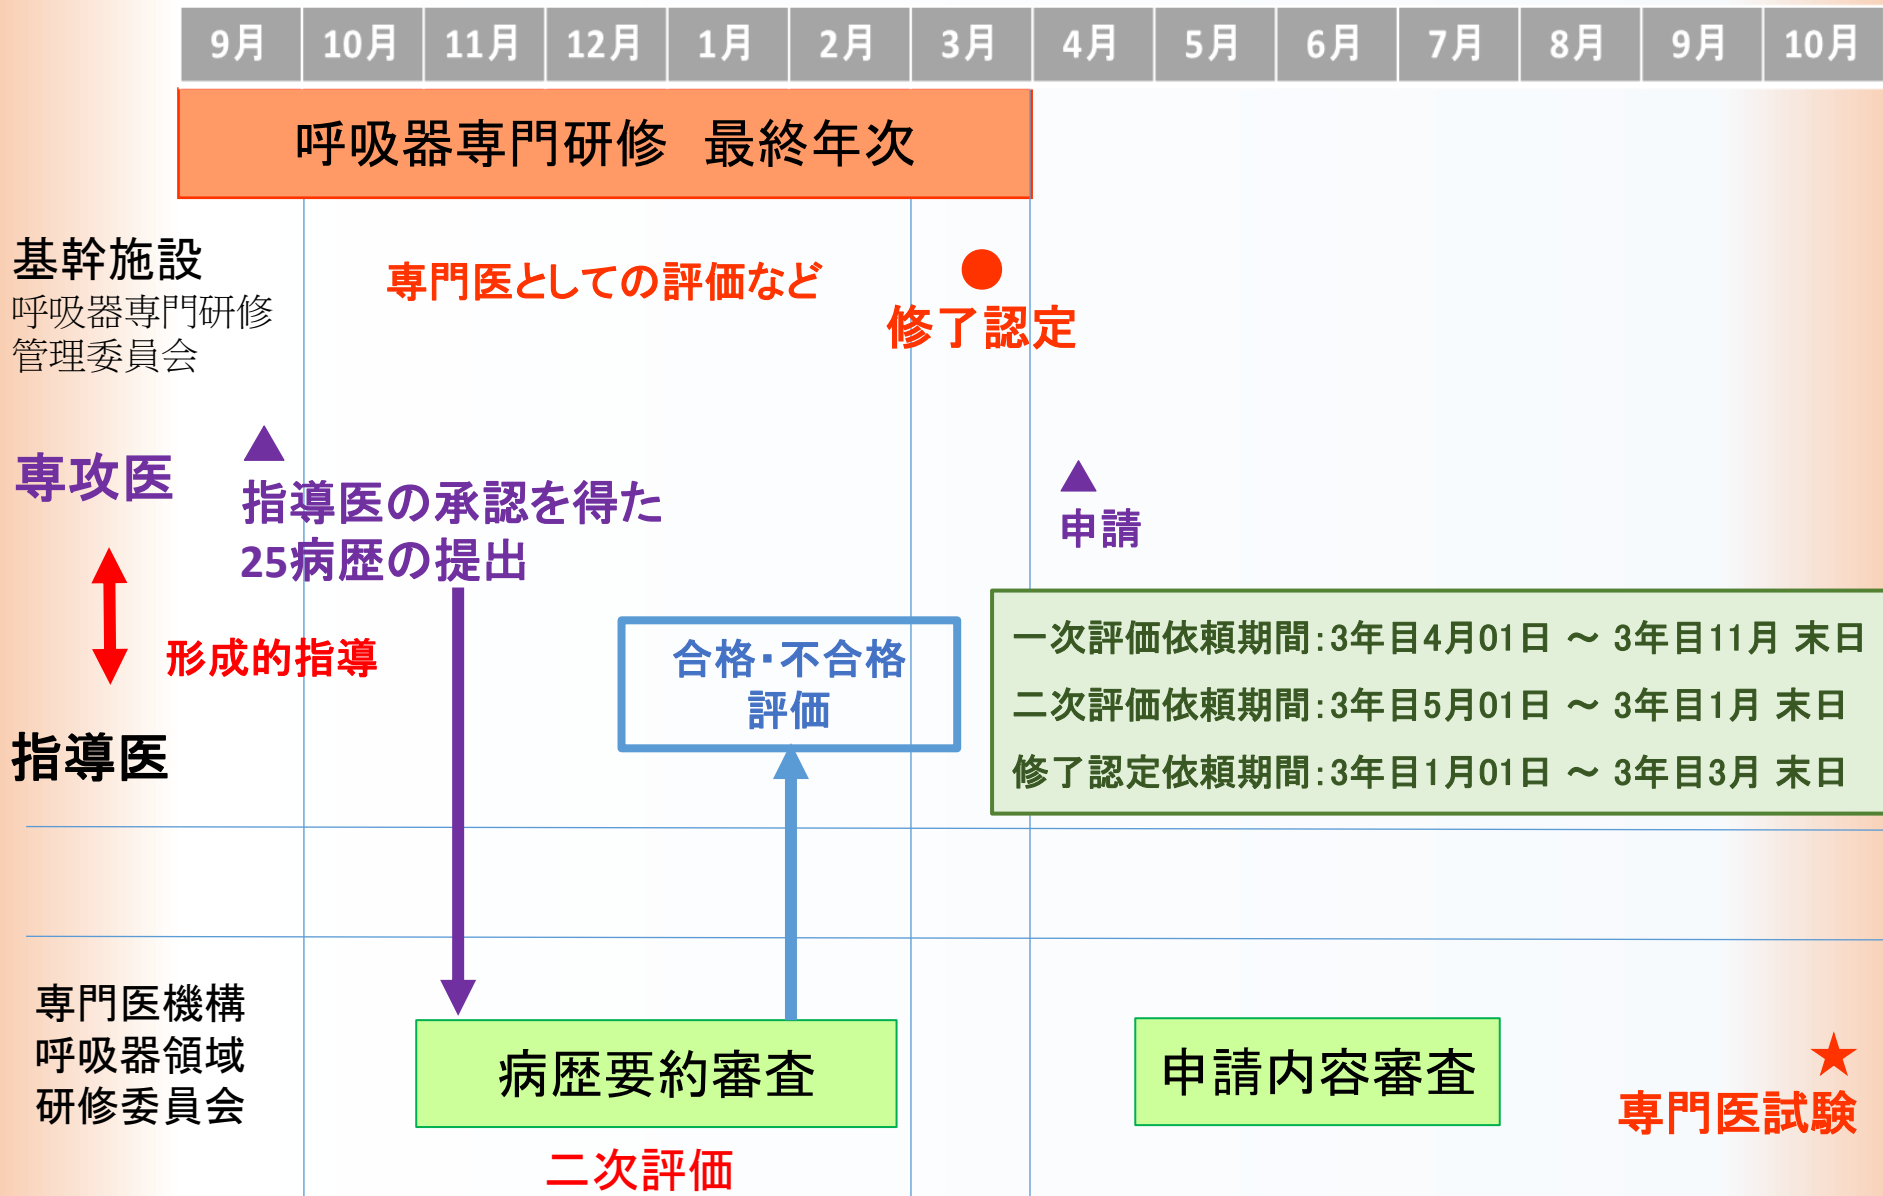 9月 10月 11月 12月 1月 2月 3月 4月 5月 6月 7月 8月 9月 10月
呼吸器専門研修　最終年次
基幹施設
呼吸器専門研修
管理委員会
専門医としての評価など
修了認定
専攻医
指導医の承認を得た
25病歴の提出
申請
形成的指導
指導医
合格・不合格
評価
一次評価依頼期間：3年目4月01日 ～ 3年目11月 末日
二次評価依頼期間：3年目5月01日 ～ 3年目1月 末日
修了認定依頼期間：3年目1月01日 ～ 3年目3月 末日
専門医機構
呼吸器領域
研修委員会
病歴要約審査
二次評価
申請内容審査
専門医試験